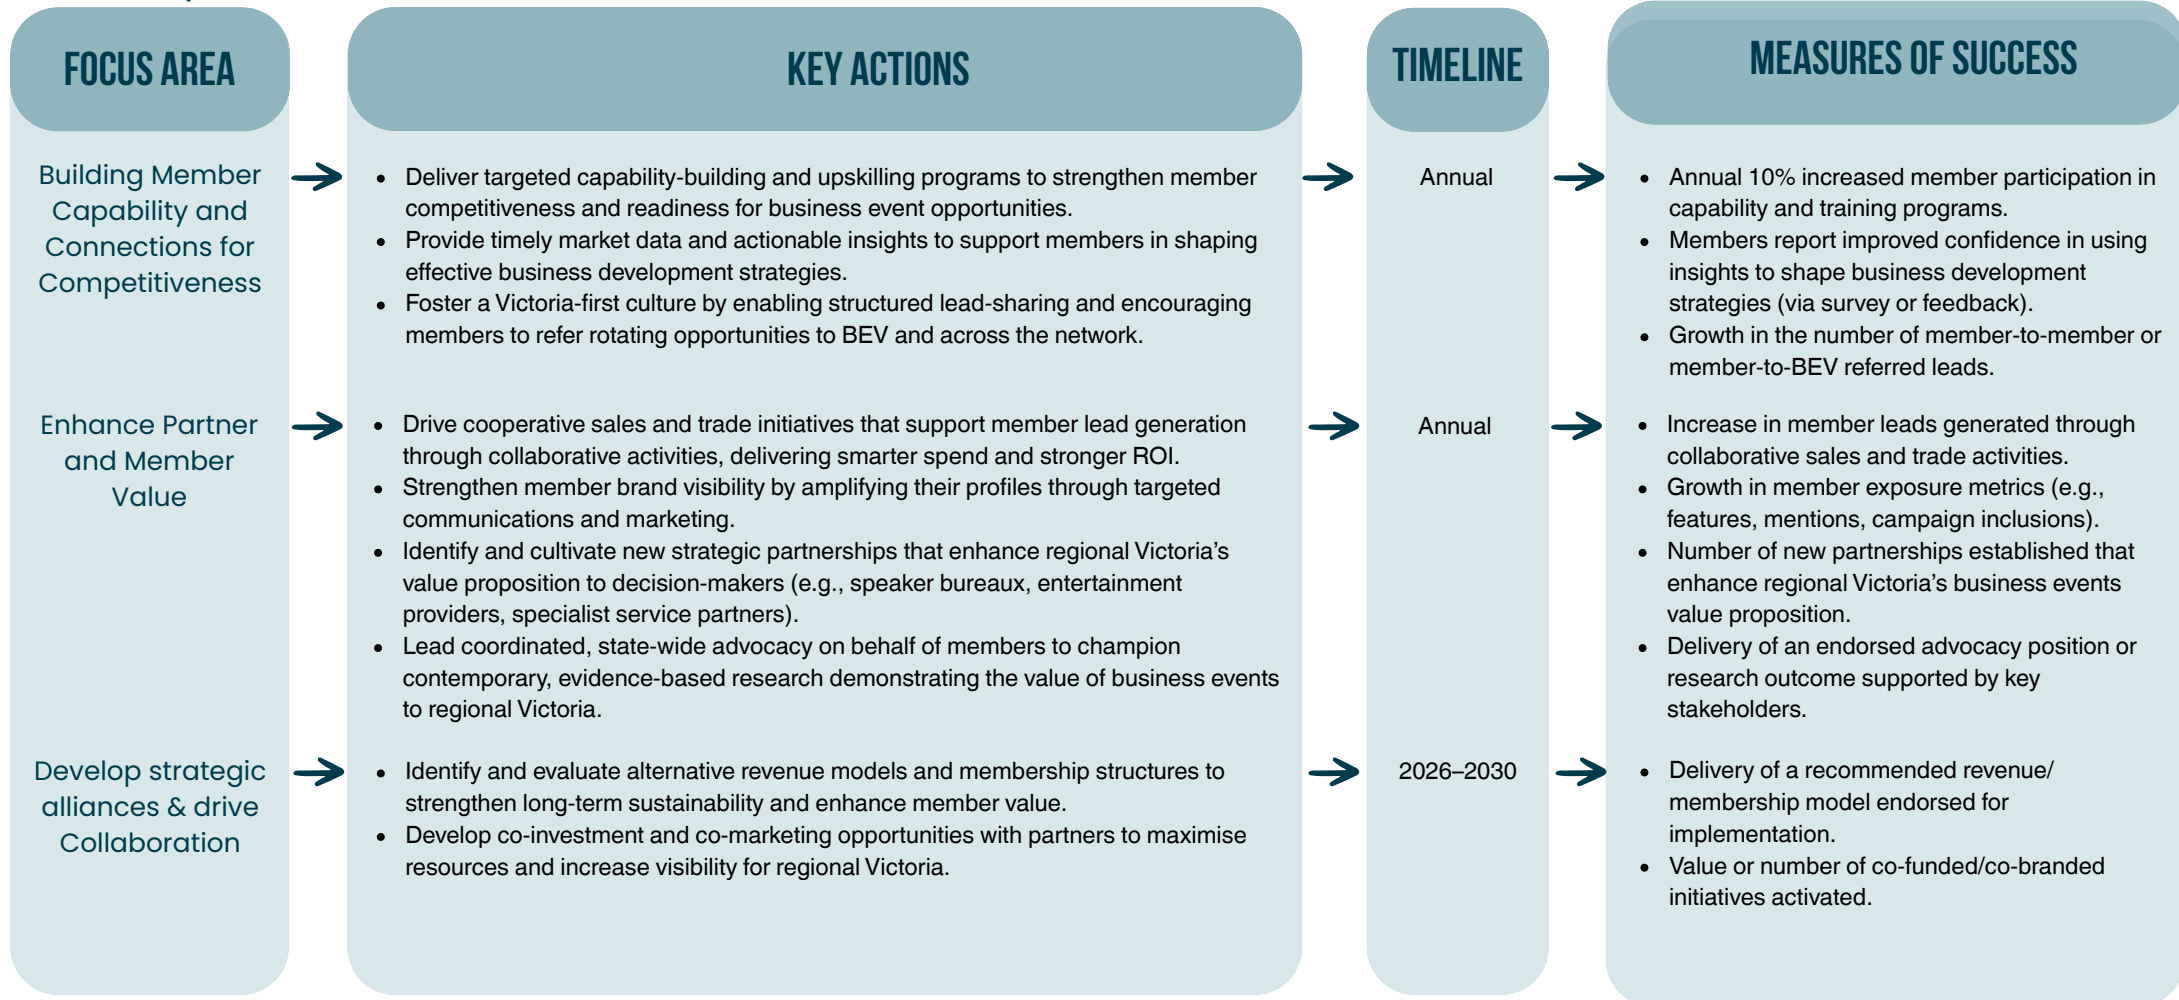 FOCUS AREA
KEY ACTIONS
TIMELINE
MEASURES OF SUCCESS
Building Member
Capability and
Connections for
Competitiveness
• Deliver targeted capability-building and upskilling programs to strengthen member
competitiveness and readiness for business event opportunities.
• Provide timely market data and actionable insights to support members in shaping
effective business development strategies.
• Foster a Victoria-first culture by enabling structured lead-sharing and encouraging
members to refer rotating opportunities to BEV and across the network.
Annual
• Annual 10% increased member participation in
capability and training programs.
• Members report improved confidence in using
insights to shape business development
strategies (via survey or feedback).
• Growth in the number of member-to-member or
member-to-BEV referred leads.
Enhance Partner
and Member
Value
• Drive cooperative sales and trade initiatives that support member lead generation
through collaborative activities, delivering smarter spend and stronger ROI.
• Strengthen member brand visibility by amplifying their profiles through targeted
communications and marketing.
• Identify and cultivate new strategic partnerships that enhance regional Victoria's
value proposition to decision-makers (e.g., speaker bureaux, entertainment
providers, specialist service partners).
• Lead coordinated, state-wide advocacy on behalf of members to champion
contemporary, evidence-based research demonstrating the value of business events
to regional Victoria.
Annual
• Increase in member leads generated through
collaborative sales and trade activities.
• Growth in member exposure metrics (e.g.,
features, mentions, campaign inclusions).
• Number of new partnerships established that
enhance regional Victoria's business events
value proposition.
• Delivery of an endorsed advocacy position or
research outcome supported by key
stakeholders.
Develop strategic
alliances & drive
Collaboration
• Identify and evaluate alternative revenue models and membership structures to
strengthen long-term sustainability and enhance member value.
• Develop co-investment and co-marketing opportunities with partners to maximise
resources and increase visibility for regional Victoria.
2026–2030
• Delivery of a recommended revenue/
membership model endorsed for
implementation.
• Value or number of co-funded/co-branded
initiatives activated.